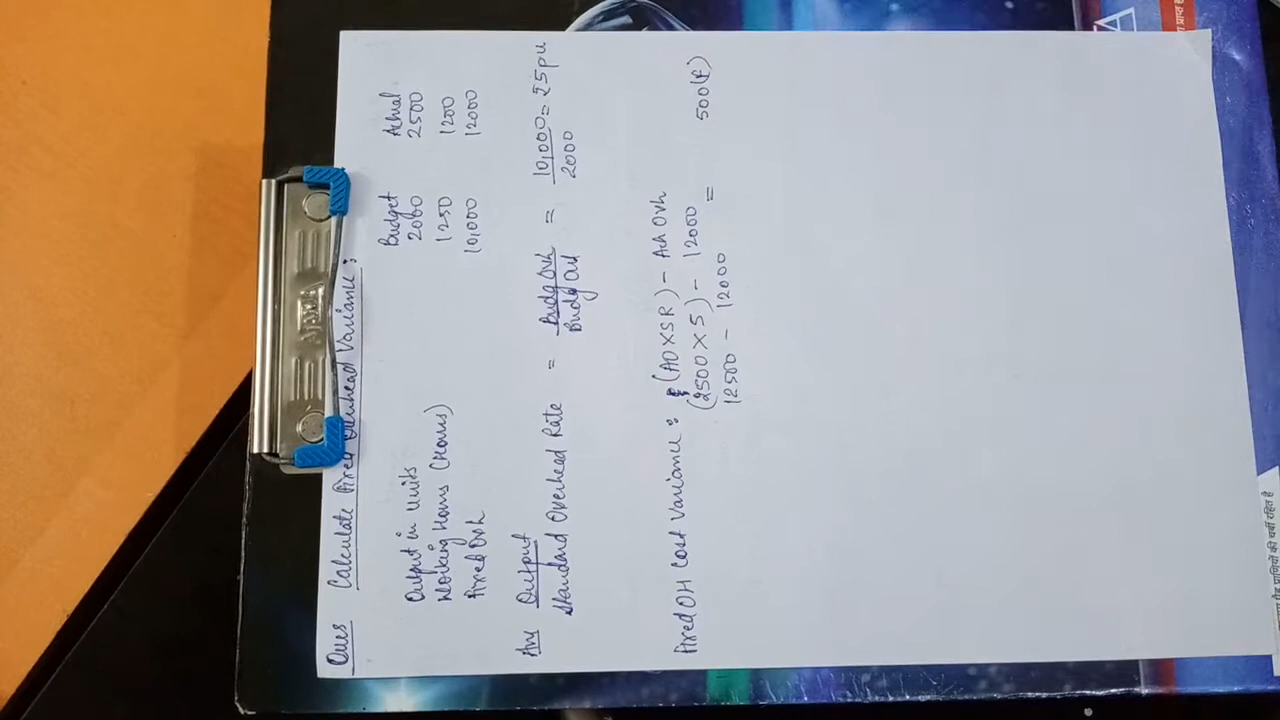 Ques Calculate Fixed Overhead Variance:
Budget Actual
Output in units 2000 2500
Working Hours (Hours) 1250 1200
Fixed Ovh 10,000 12000
Ans Output
Standard Overhead Rate = Budg Ovh / Budg Out = 10,000 / 2000 = ₹5 pu
Fixed OH Cost Variance : (AO X SR) - Act Ovh
(2500 X 5) - 12000
12500 - 12000 = 500 (F)
A